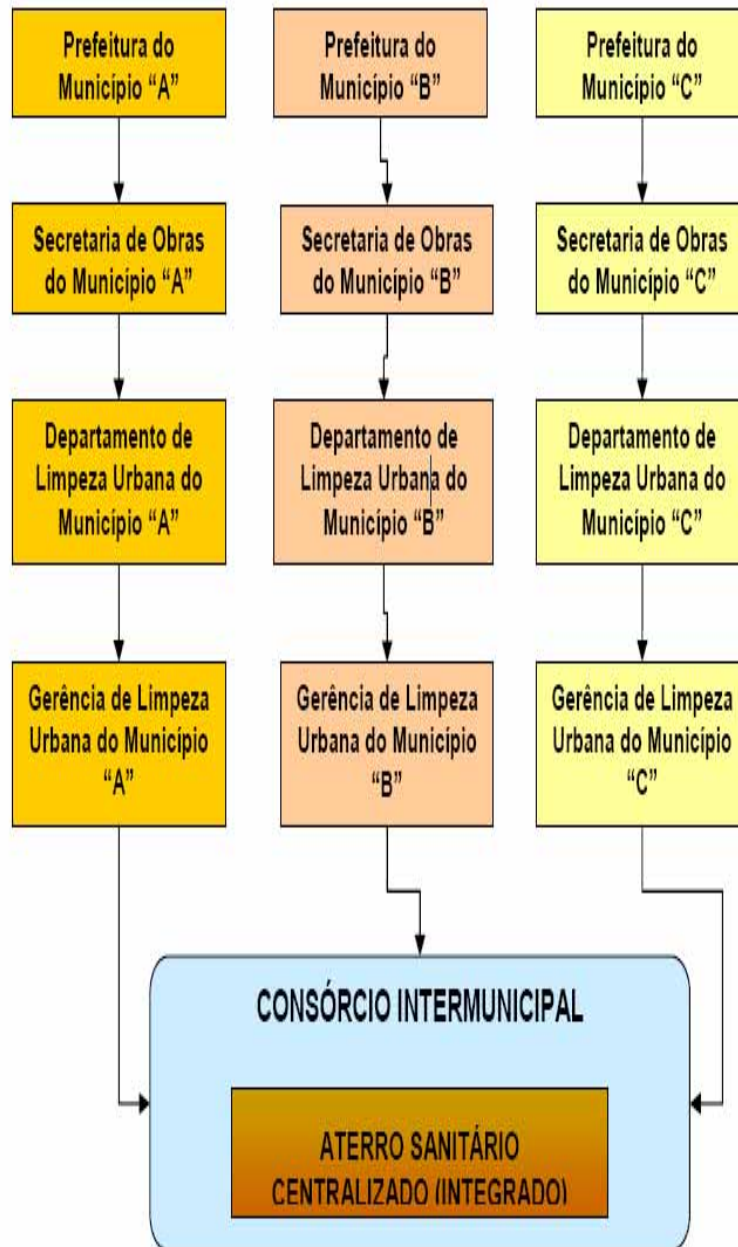 Prefeitura do
Município “A”
Prefeitura do
Município “B”
Prefeitura do
Município “C”
Secretaria de Obras
do Município “A”
Secretaria de Obras
do Município “B”
Secretaria de Obras
do Município “C”
Departamento de
Limpeza Urbana do
Município “A”
Departamento de
Limpeza Urbana do
Município “B”
Departamento de
Limpeza Urbana do
Município “C”
Gerência de Limpeza
Urbana do Município
“A”
Gerência de Limpeza
Urbana do Município
“B”
Gerência de Limpeza
Urbana do Município
“C”
CONSÓRCIO INTERMUNICIPAL
ATERRO SANITÁRIO
CENTRALIZADO (INTEGRADO)